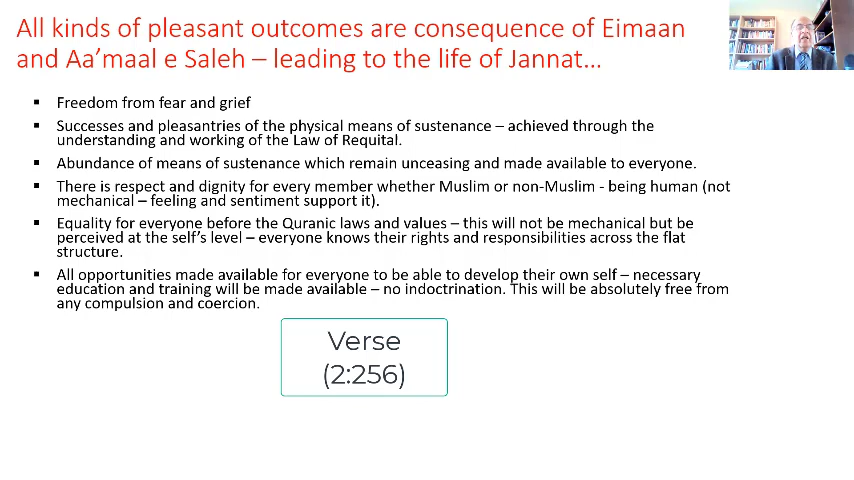 All kinds of pleasant outcomes are consequence of Eimaan
and Aa’maal e Saleh – leading to the life of Jannat…
▪ Freedom from fear and grief
▪ Successes and pleasantries of the physical means of sustenance – achieved through the
understanding and working of the Law of Requital.
▪ Abundance of means of sustenance which remain unceasing and made available to everyone.
▪ There is respect and dignity for every member whether Muslim or non-Muslim - being human (not
mechanical – feeling and sentiment support it).
▪ Equality for everyone before the Quranic laws and values – this will not be mechanical but be
perceived at the self’s level – everyone knows their rights and responsibilities across the flat
structure.
▪ All opportunities made available for everyone to be able to develop their own self – necessary
education and training will be made available – no indoctrination. This will be absolutely free from
any compulsion and coercion.
Verse
(2:256)